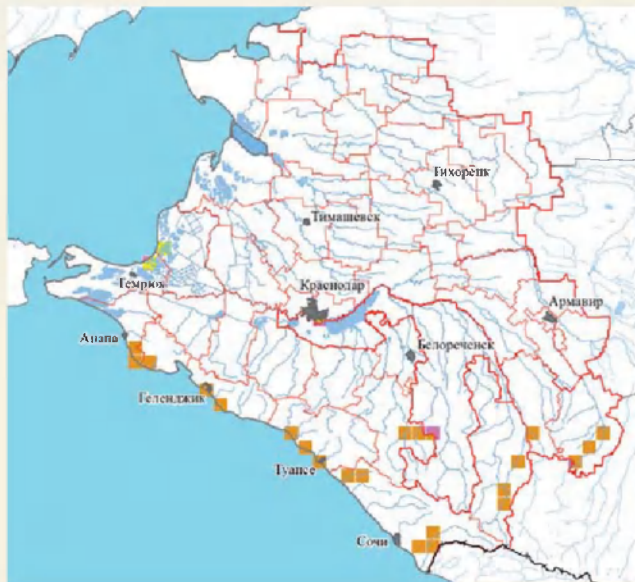 Тихорецк
Тимашевск
Темрюк
Краснодар
Армавир
Анапа
Белореченск
Геленджик
Туапсе
Сочи